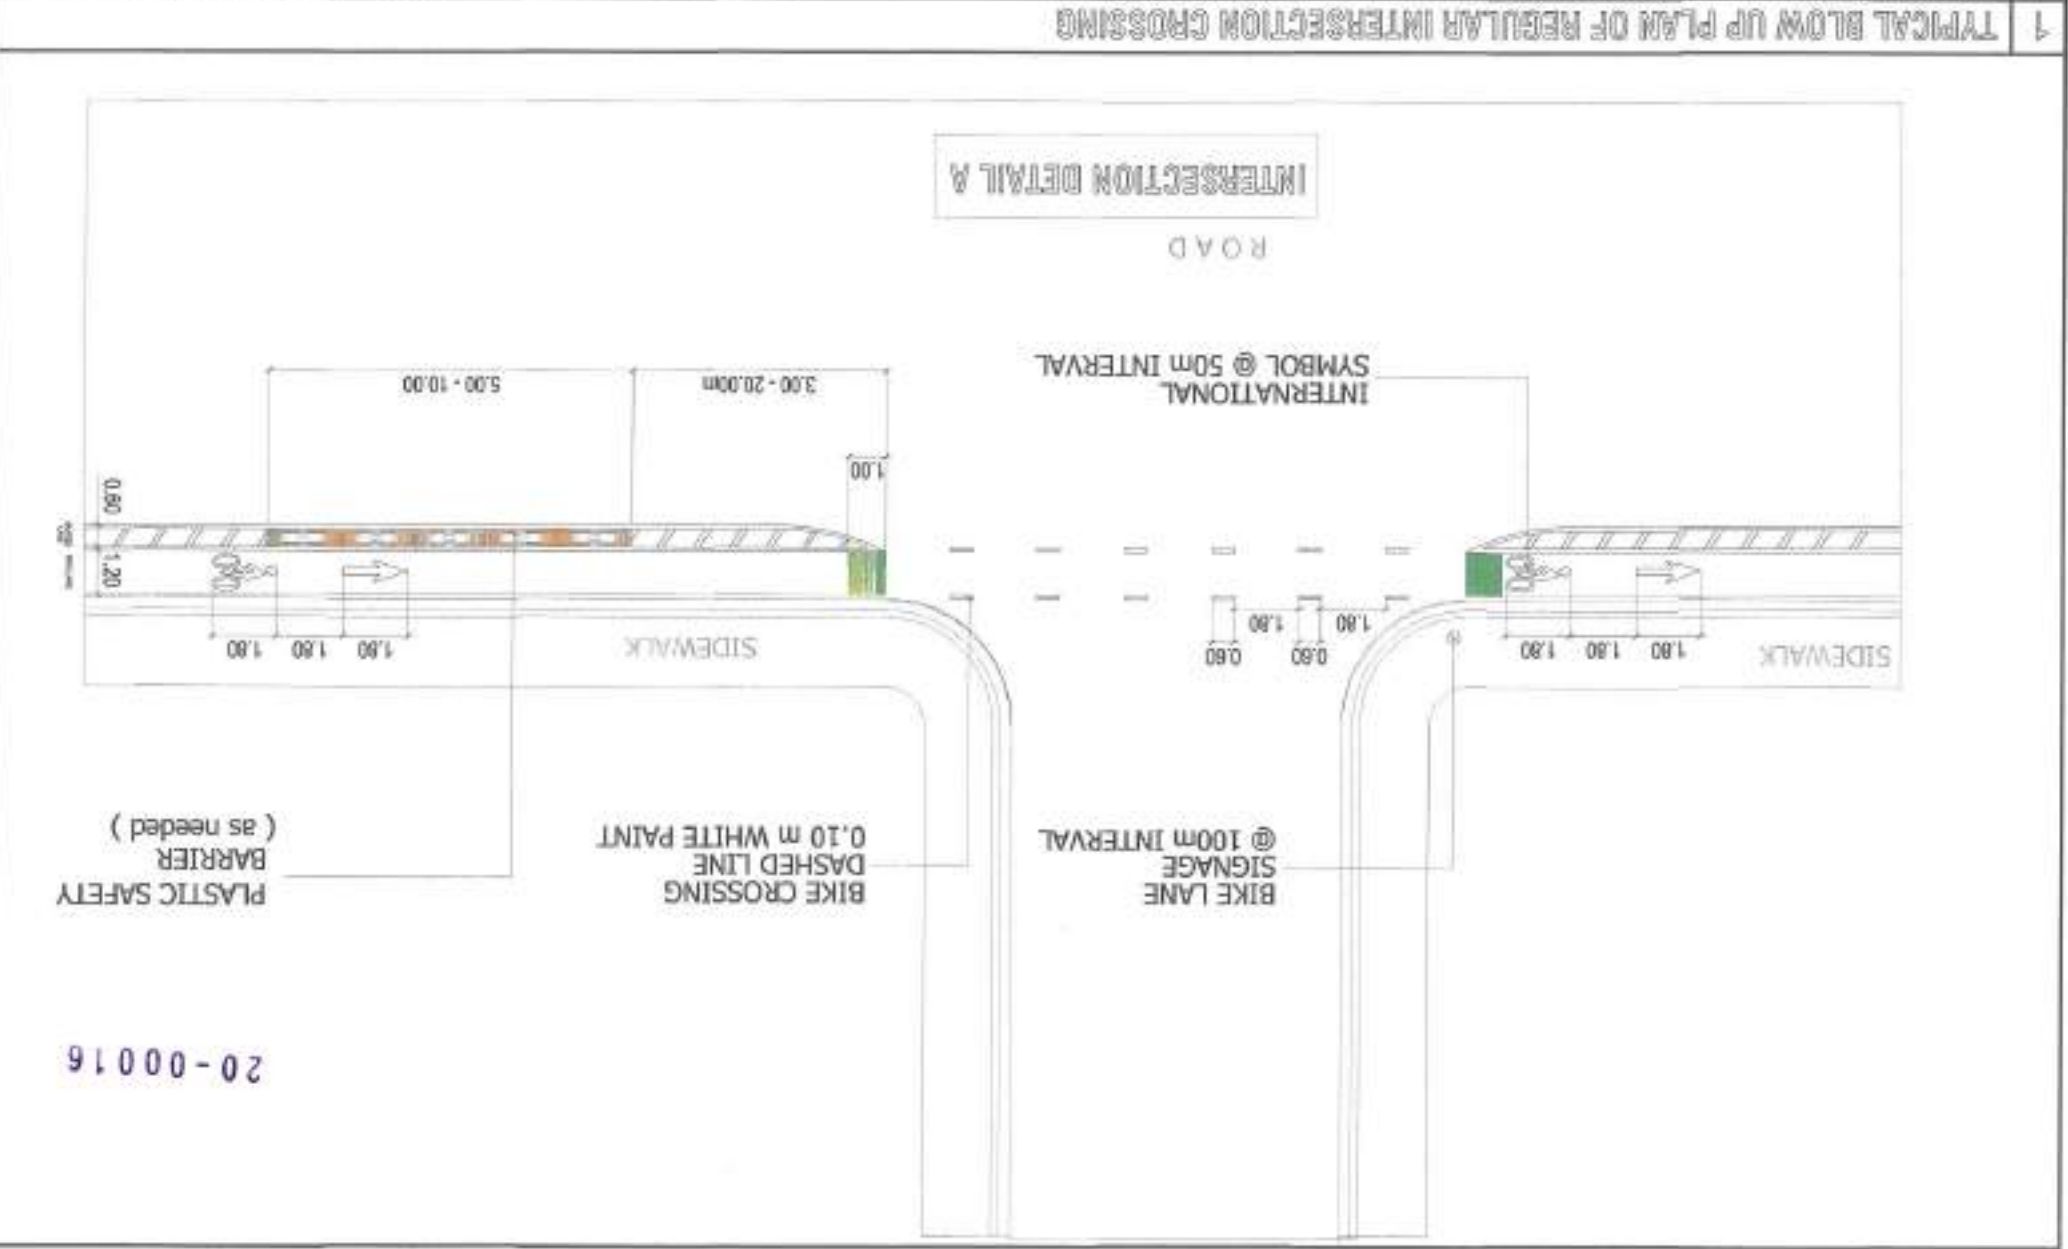 20-00016
BIKE LANE
SIGNAGE
@ 100m INTERVAL
BIKE CROSSING
DASHED LINE
0.10 m WHITE PAINT
PLASTIC SAFETY
BARRIER
( as needed )
SIDEWALK
1.80 1.80 1.80
0.60 0.60
1.80 1.80
SIDEWALK
1.80 1.80 1.80
1.20
0.60
1.00
INTERNATIONAL
SYMBOL @ 50m INTERVAL
3.00 - 20.00m
5.00 - 10.00
ROAD
INTERSECTION DETAIL A
1 TYPICAL BLOW UP PLAN OF REGULAR INTERSECTION CROSSING